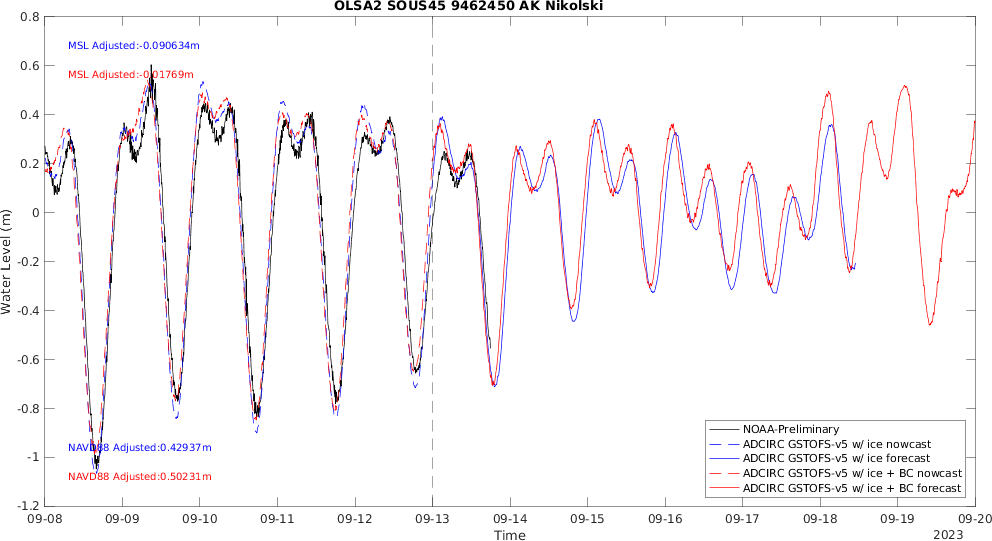 OLSA2 SOUS45 9462450 AK Nikolski
0.8
0.6
0.4
0.2
0
-0.2
-0.4
-0.6
-0.8
-1
-1.2
Water Level (m)
MSL Adjusted:-0.090634m
MSL Adjusted:-0.01769m
NAVD88 Adjusted:0.42937m
NAVD88 Adjusted:0.50231m
NOAA-Preliminary
ADCIRC GSTOFS-v5 w/ ice nowcast
ADCIRC GSTOFS-v5 w/ ice forecast
ADCIRC GSTOFS-v5 w/ ice + BC nowcast
ADCIRC GSTOFS-v5 w/ ice + BC forecast
09-08 09-09 09-10 09-11 09-12 09-13 09-14 09-15 09-16 09-17 09-18 09-19 09-20
Time
2023